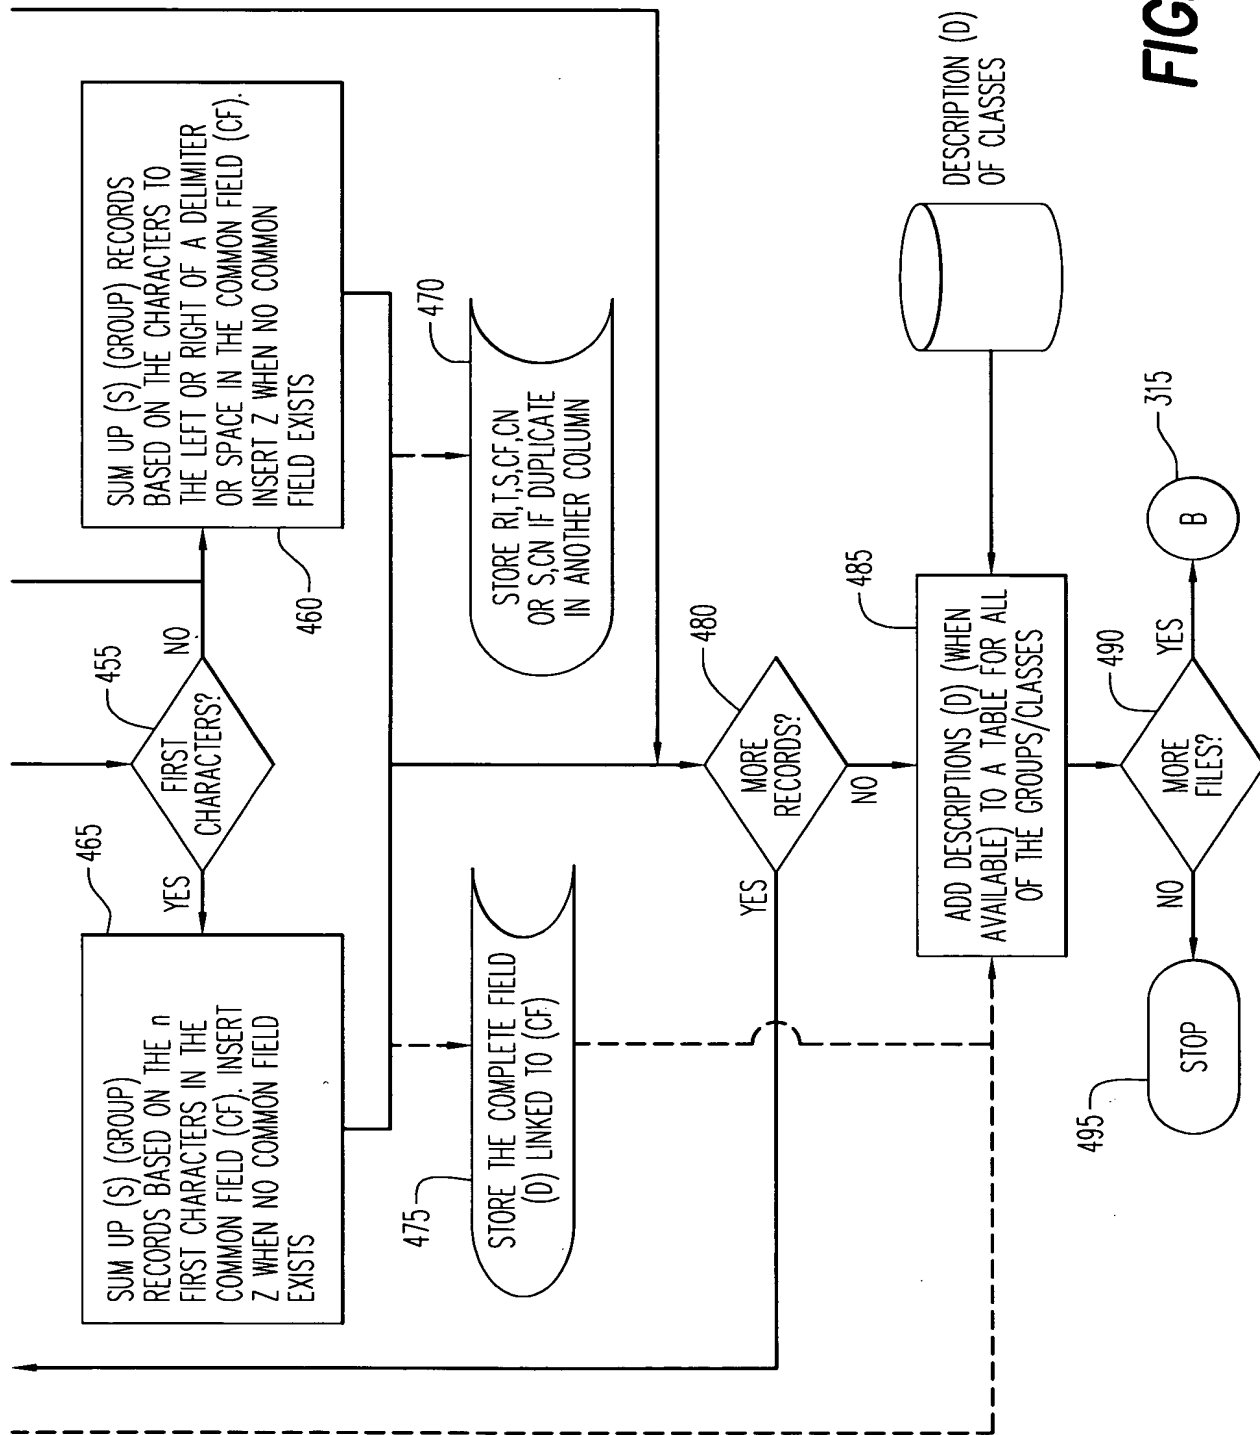 465
SUM UP (S) (GROUP)
RECORDS BASED ON THE n
FIRST CHARACTERS IN THE
COMMON FIELD (CF). INSERT
Z WHEN NO COMMON FIELD
EXISTS
YES
455
FIRST
CHARACTERS?
NO
460
SUM UP (S) (GROUP) RECORDS
BASED ON THE CHARACTERS TO
THE LEFT OR RIGHT OF A DELIMITER
OR SPACE IN THE COMMON FIELD (CF).
INSERT Z WHEN NO COMMON
FIELD EXISTS
475
STORE THE COMPLETE FIELD
(D) LINKED TO (CF)
470
STORE RI,T,S,CF,CN
OR S,CN IF DUPLICATE
IN ANOTHER COLUMN
480
MORE
RECORDS?
YES
NO
485
ADD DESCRIPTIONS (D) (WHEN
AVAILABLE) TO A TABLE FOR ALL
OF THE GROUPS/CLASSES
DESCRIPTION (D)
OF CLASSES
490
MORE
FILES?
NO
YES
495
STOP
B
315
FIG